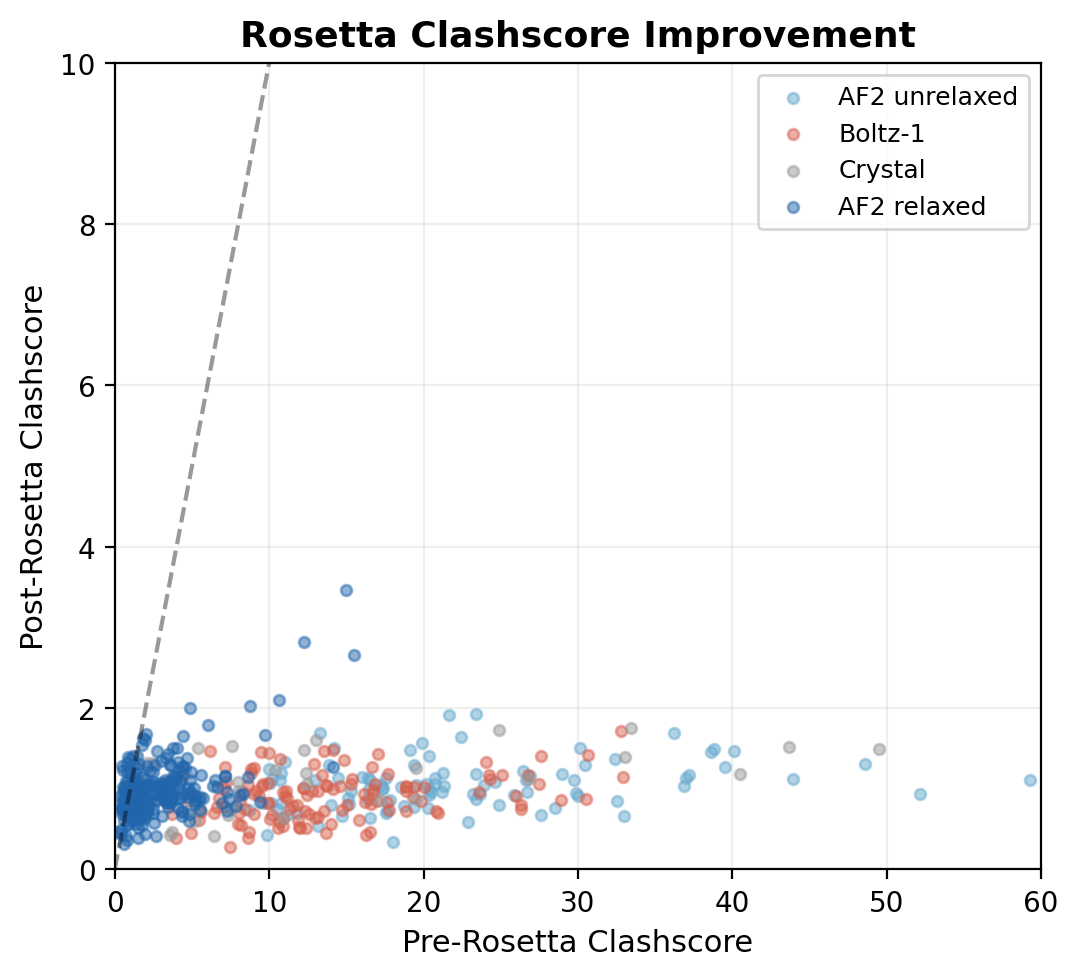 Rosetta Clashscore Improvement
AF2 unrelaxed
Boltz-1
Crystal
AF2 relaxed
Post-Rosetta Clashscore
10
8
6
4
2
0
0 10 20 30 40 50 60
Pre-Rosetta Clashscore